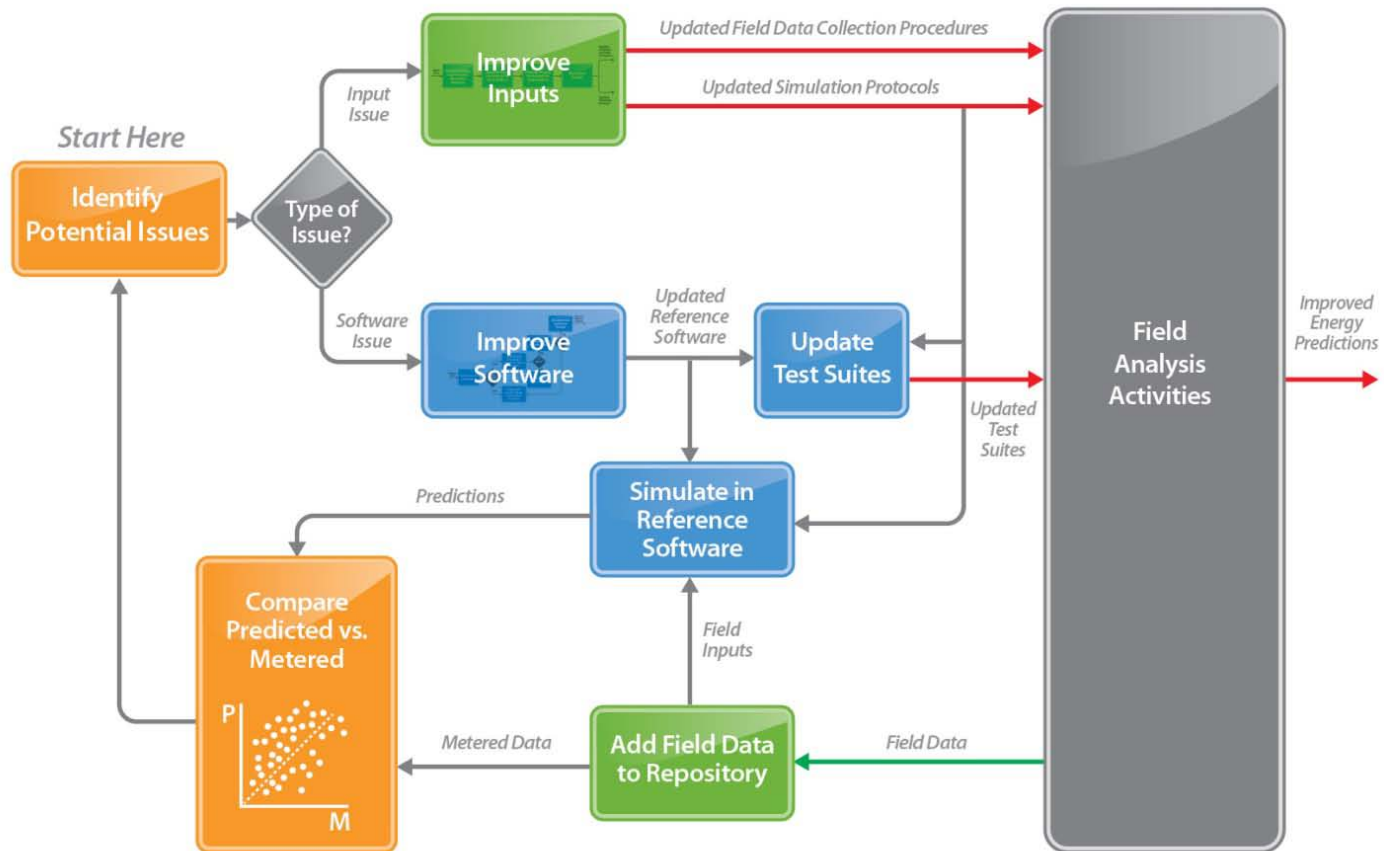 Updated Field Data Collection Procedures
Improve
Inputs
Updated Simulation Protocols
Input
Issue
Start Here
Identify
Potential Issues
Type of
Issue?
Software
Issue
Improve
Software
Updated
Reference
Software
Update
Test Suites
Updated
Test
Suites
Field
Analysis
Activities
Improved
Energy
Predictions
Predictions
Simulate in
Reference
Software
Compare
Predicted vs.
Metered
P
M
Field
Inputs
Metered Data
Add Field Data
to Repository
Field Data